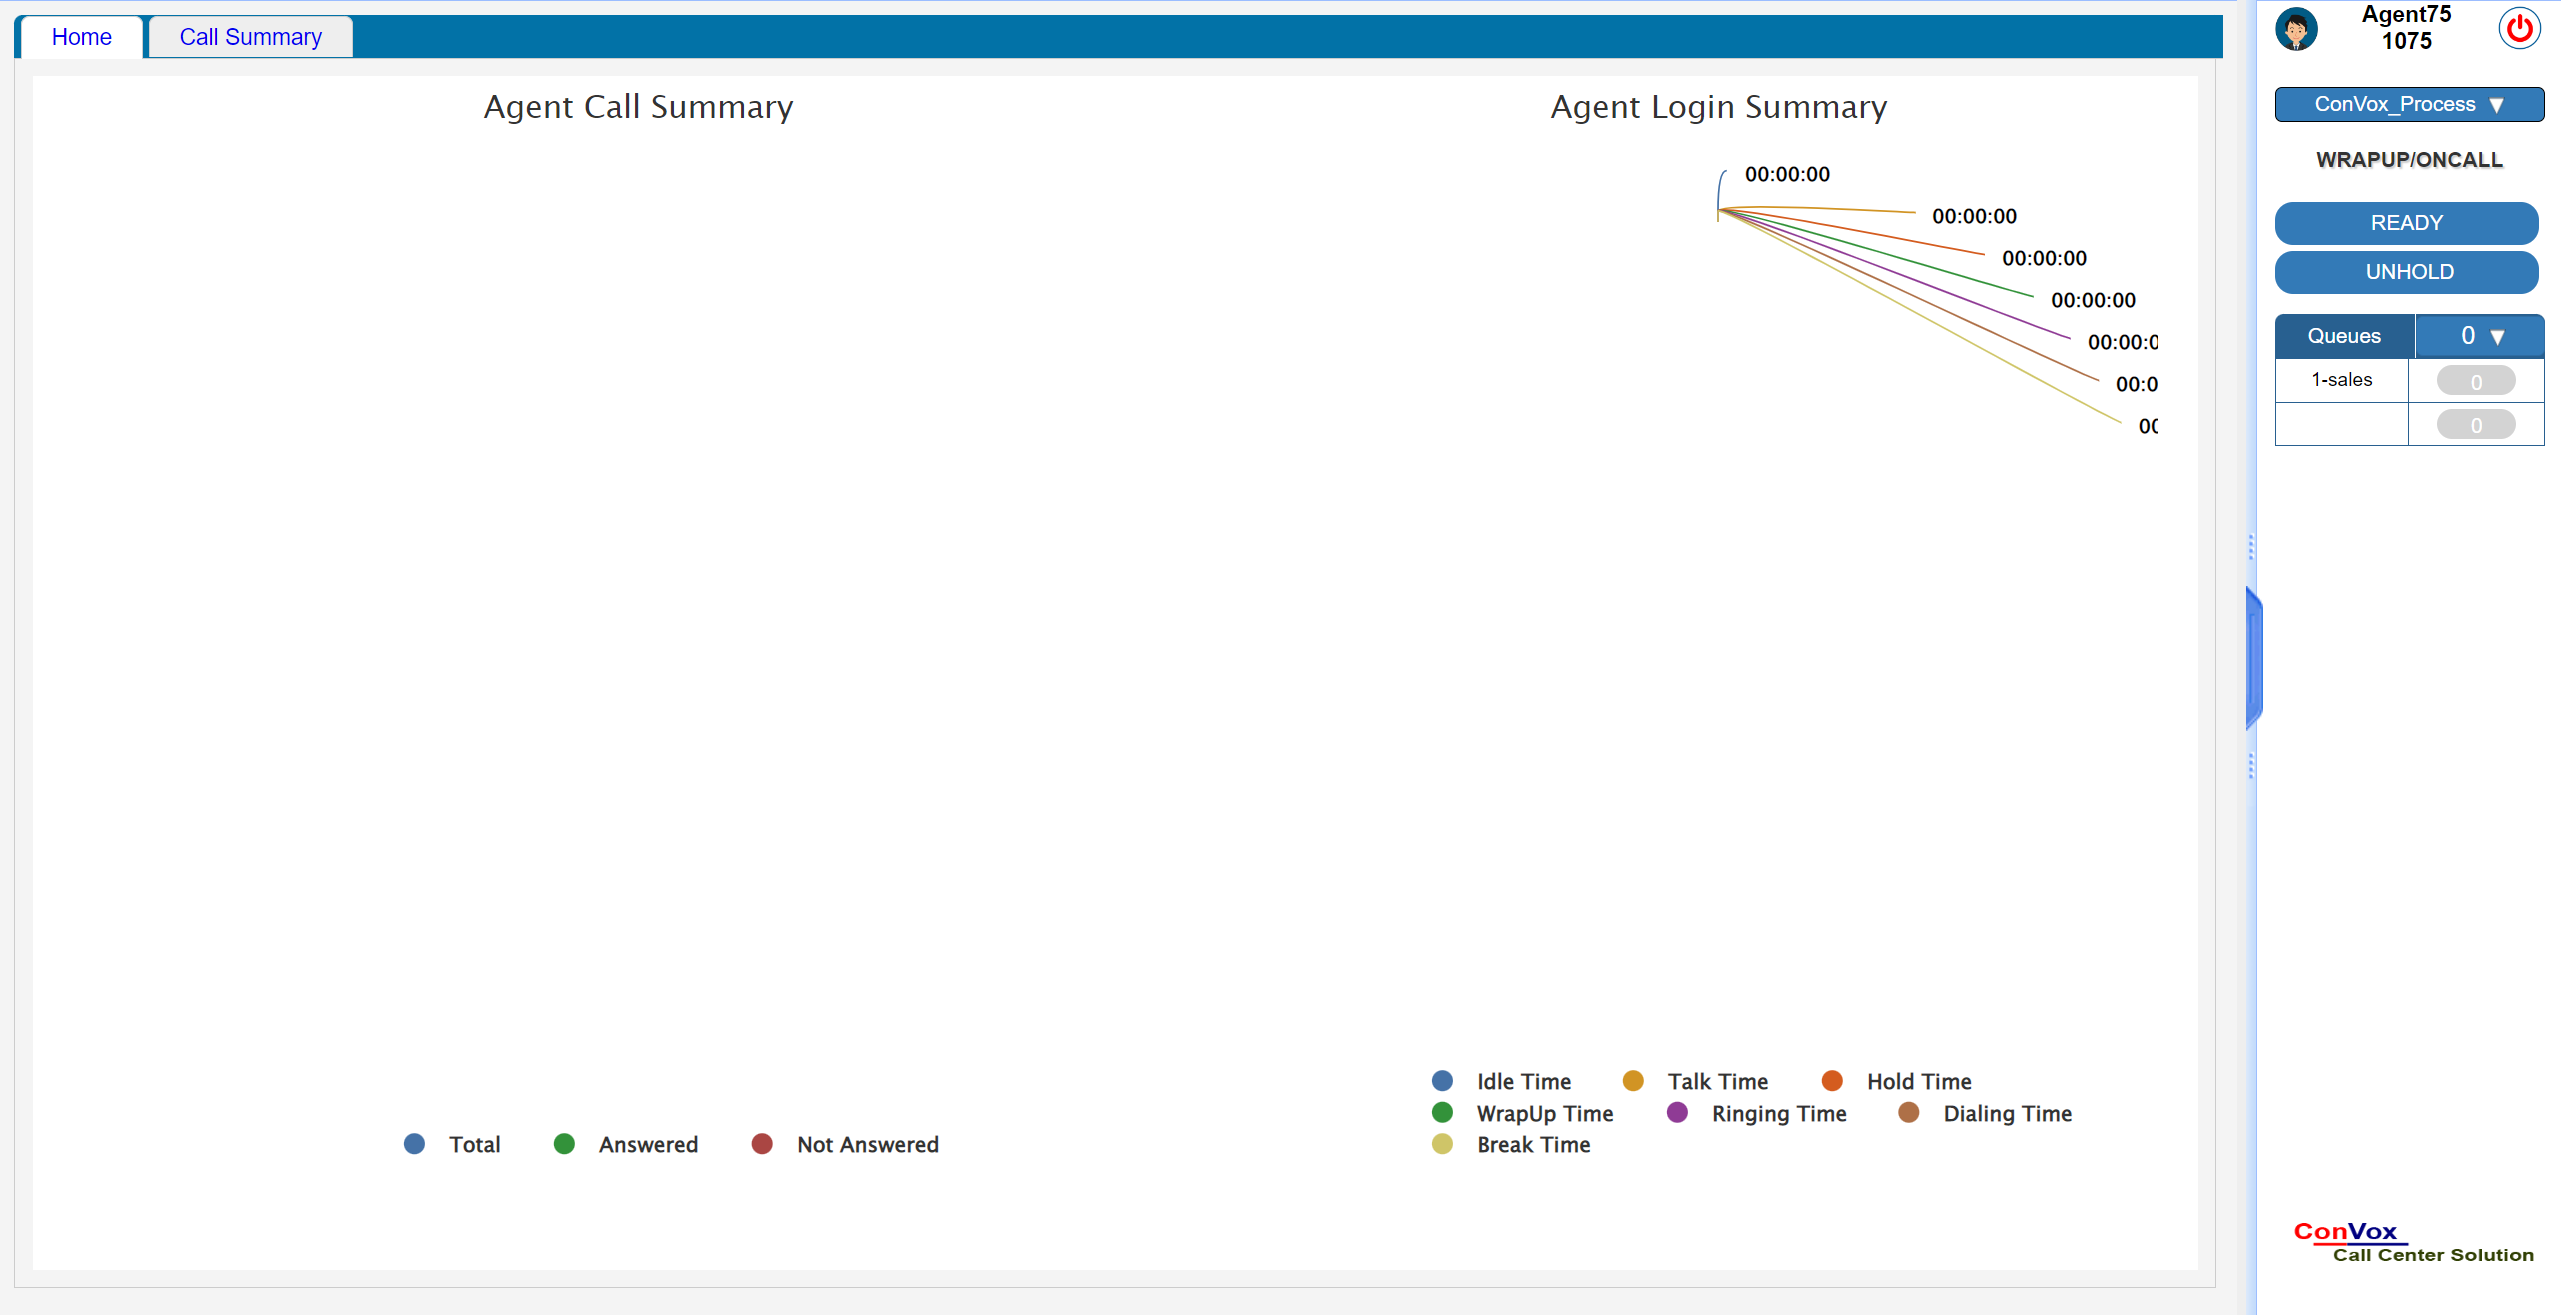 Home
Call Summary
Agent Call Summary
Total
Answered
Not Answered
Agent Login Summary
00:00:00
00:00:00
00:00:00
00:00:00
00:00:0
00:0
00
Idle Time
Talk Time
Hold Time
WrapUp Time
Ringing Time
Dialing Time
Break Time
Agent75
1075
ConVox_Process ▼
WRAPUP/ONCALL
READY
UNHOLD
Queues 0 ▼
1-sales 0
0
ConVox
Call Center Solution